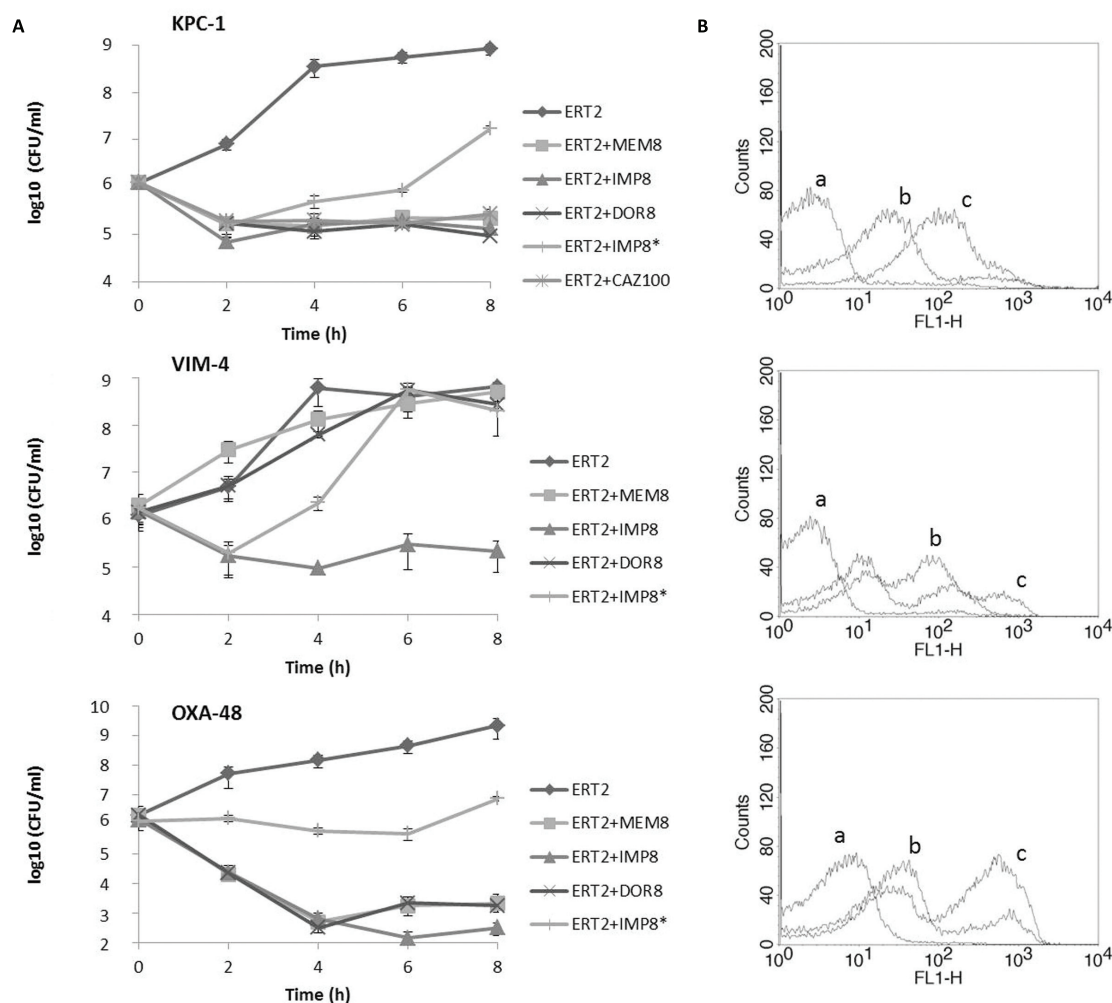 A
KPC-1
log10 (CFU/ml)
9
8
7
6
5
4
0
2
4
6
8
Time (h)
ERT2
ERT2+MEM8
ERT2+IMP8
ERT2+DOR8
ERT2+IMP8*
ERT2+CAZ100
B
200
160
120
80
40
0
Counts
a
b
c
10^0
10^1
10^2
10^3
10^4
FL1-H
VIM-4
log10 (CFU/ml)
9
8
7
6
5
4
0
2
4
6
8
Time (h)
ERT2
ERT2+MEM8
ERT2+IMP8
ERT2+DOR8
ERT2+IMP8*
200
160
120
80
40
0
Counts
a
b
c
10^0
10^1
10^2
10^3
10^4
FL1-H
OXA-48
log10 (CFU/ml)
10
9
8
7
6
5
4
3
2
0
2
4
6
8
Time (h)
ERT2
ERT2+MEM8
ERT2+IMP8
ERT2+DOR8
ERT2+IMP8*
200
160
120
80
40
0
Counts
a
b
c
10^0
10^1
10^2
10^3
10^4
FL1-H